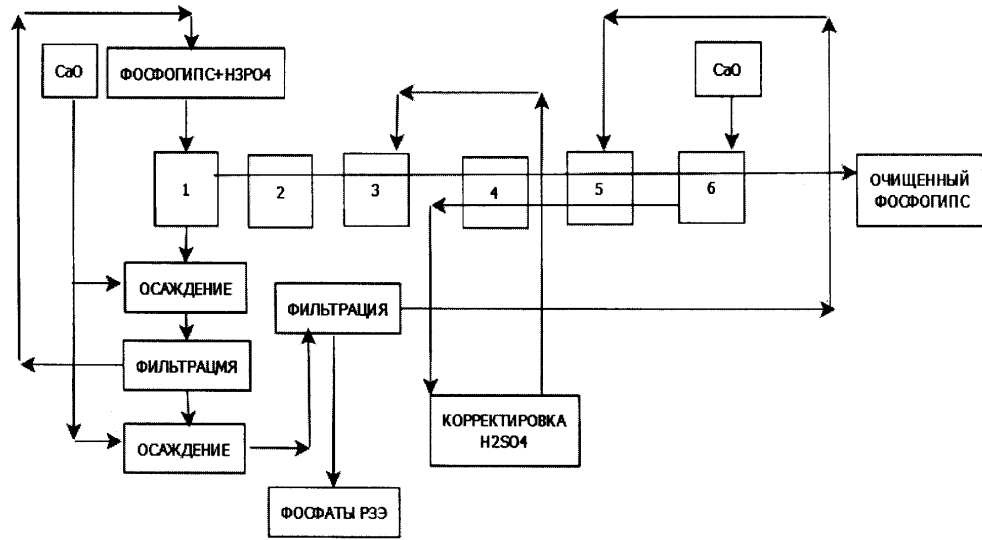 CaO
ФОСФОГИПС+H3PO4
CaO
1
2
3
4
5
6
ОЧИЩЕННЫЙ
ФОСФОГИПС
ОСАЖДЕНИЕ
ФИЛЬТРАЦИЯ
ФИЛЬТРАЦМЯ
КОРРЕКТИРОВКА
H2SO4
ОСАЖДЕНИЕ
ФОСФАТЫ РЗЭ